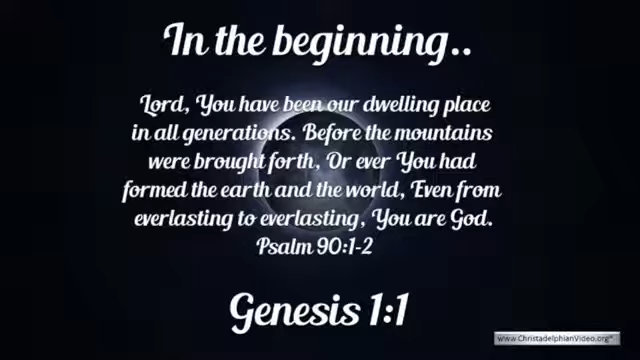 In the beginning..
Lord, You have been our dwelling place
in all generations. Before the mountains
were brought forth, Or ever You had
formed the earth and the world, Even from
everlasting to everlasting, You are God.
Psalm 90:1-2
Genesis 1:1
www.ChristadelphianVideo.org"